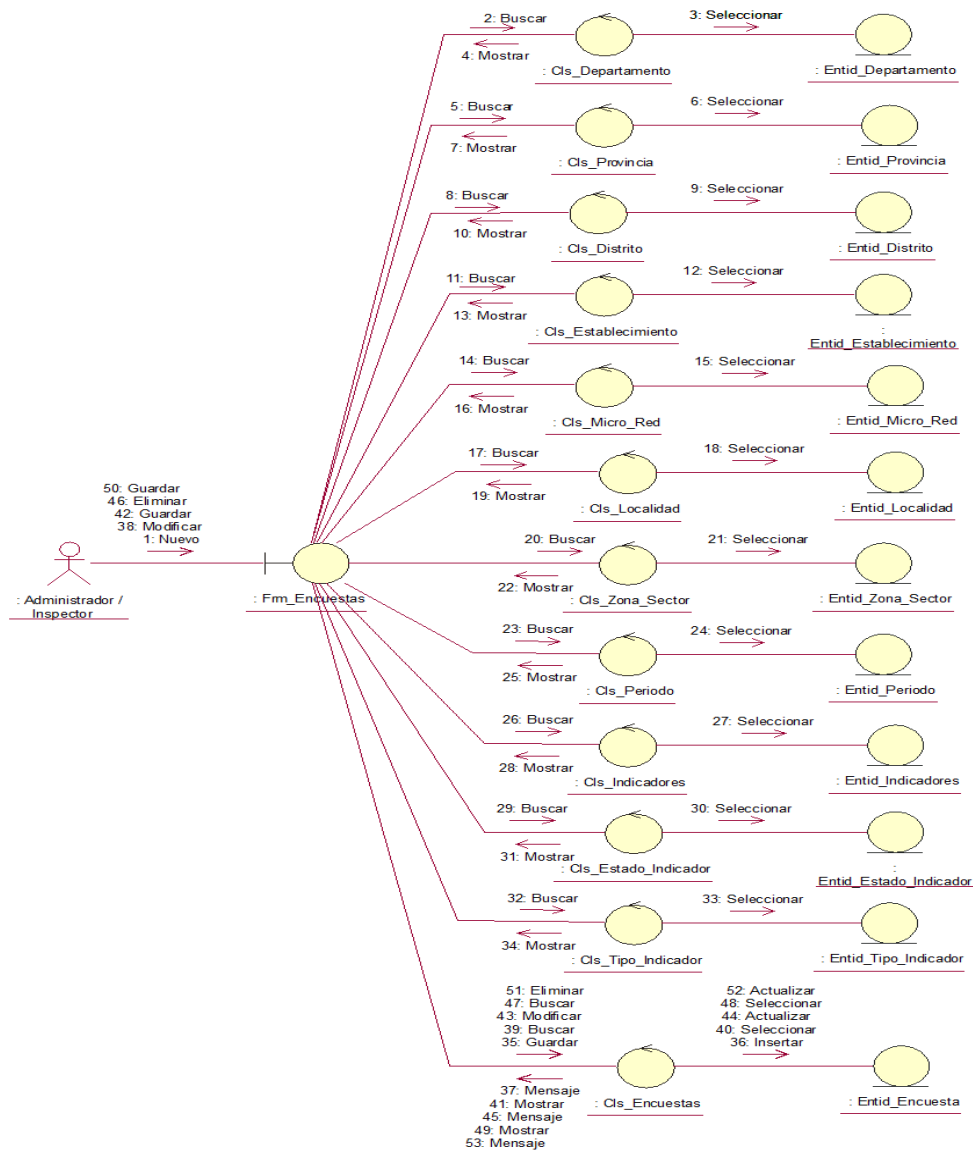 2: Buscar
3: Seleccionar
4: Mostrar
: Cls_Departamento
: Entid_Departamento
5: Buscar
6: Seleccionar
7: Mostrar
: Cls_Provincia
: Entid_Provincia
8: Buscar
9: Seleccionar
10: Mostrar
: Cls_Distrito
: Entid_Distrito
11: Buscar
12: Seleccionar
13: Mostrar
: Cls_Establecimiento
:
Entid_Establecimiento
14: Buscar
15: Seleccionar
16: Mostrar
: Cls_Micro_Red
: Entid_Micro_Red
17: Buscar
18: Seleccionar
19: Mostrar
: Cls_Localidad
: Entid_Localidad
50: Guardar
46: Eliminar
42: Guardar
38: Modificar
1: Nuevo
: Administrador /
Inspector
: Frm_Encuestas
20: Buscar
21: Seleccionar
22: Mostrar
: Cls_Zona_Sector
: Entid_Zona_Sector
23: Buscar
24: Seleccionar
25: Mostrar
: Cls_Periodo
: Entid_Periodo
26: Buscar
27: Seleccionar
28: Mostrar
: Cls_Indicadores
: Entid_Indicadores
29: Buscar
30: Seleccionar
31: Mostrar
: Cls_Estado_Indicador
:
Entid_Estado_Indicador
32: Buscar
33: Seleccionar
34: Mostrar
: Cls_Tipo_Indicador
: Entid_Tipo_Indicador
51: Eliminar
47: Buscar
43: Modificar
39: Buscar
35: Guardar
52: Actualizar
48: Seleccionar
44: Actualizar
40: Seleccionar
36: Insertar
37: Mensaje
41: Mostrar
45: Mensaje
49: Mostrar
53: Mensaje
: Cls_Encuestas
: Entid_Encuesta